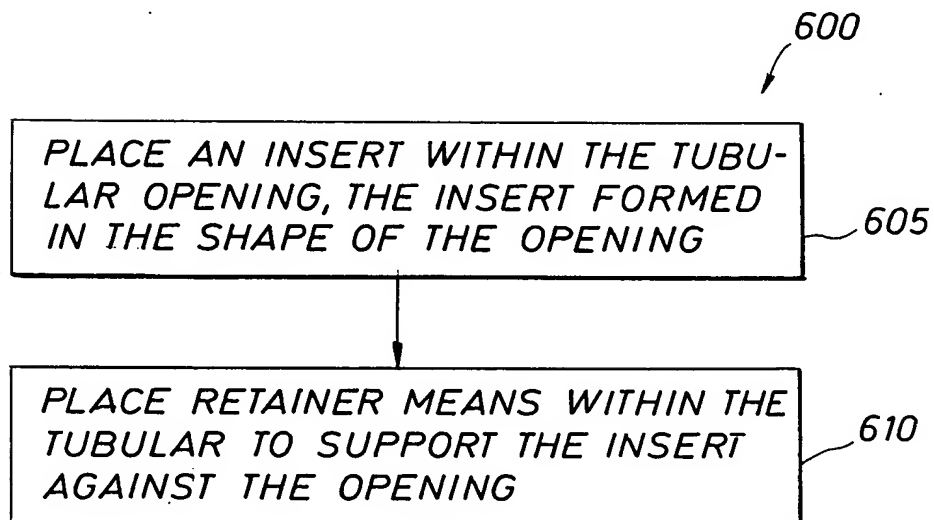 600
PLACE AN INSERT WITHIN THE TUBU-
LAR OPENING, THE INSERT FORMED
IN THE SHAPE OF THE OPENING
605
PLACE RETAINER MEANS WITHIN THE
TUBULAR TO SUPPORT THE INSERT
AGAINST THE OPENING
610